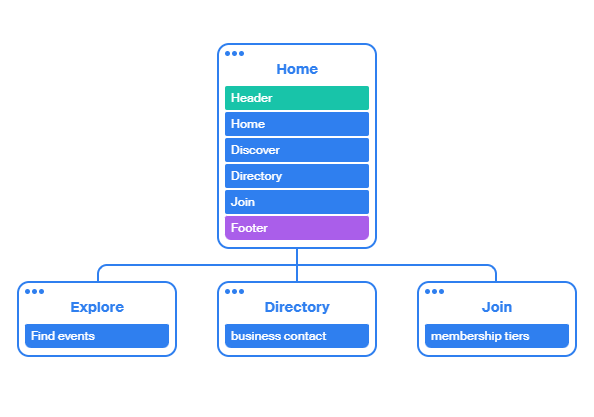 Home
Header
Home
Discover
Directory
Join
Footer
Explore
Find events
Directory
business contact
Join
membership tiers